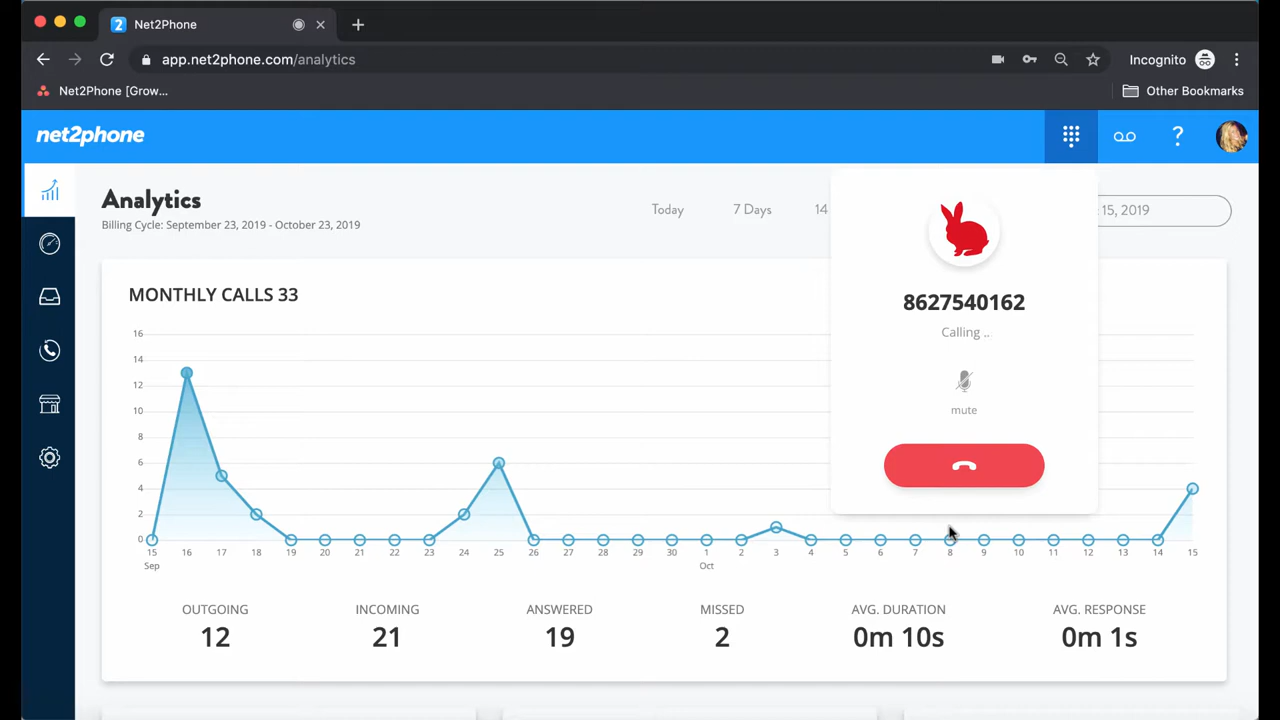 Net2Phone
app.net2phone.com/analytics
Incognito
Net2Phone [Grow...
Other Bookmarks
net2phone
?
Analytics
Billing Cycle: September 23, 2019 - October 23, 2019
Today
7 Days
14
15, 2019
8627540162
Calling ..
mute
MONTHLY CALLS 33
16
14
12
10
8
6
4
2
0
15 16 17 18 19 20 21 22 23 24 25 26 27 28 29 30 1 2 3 4 5 6 7 8 9 10 11 12 13 14 15
Sep Oct
OUTGOING INCOMING ANSWERED MISSED AVG. DURATION AVG. RESPONSE
12 21 19 2 0m 10s 0m 1s